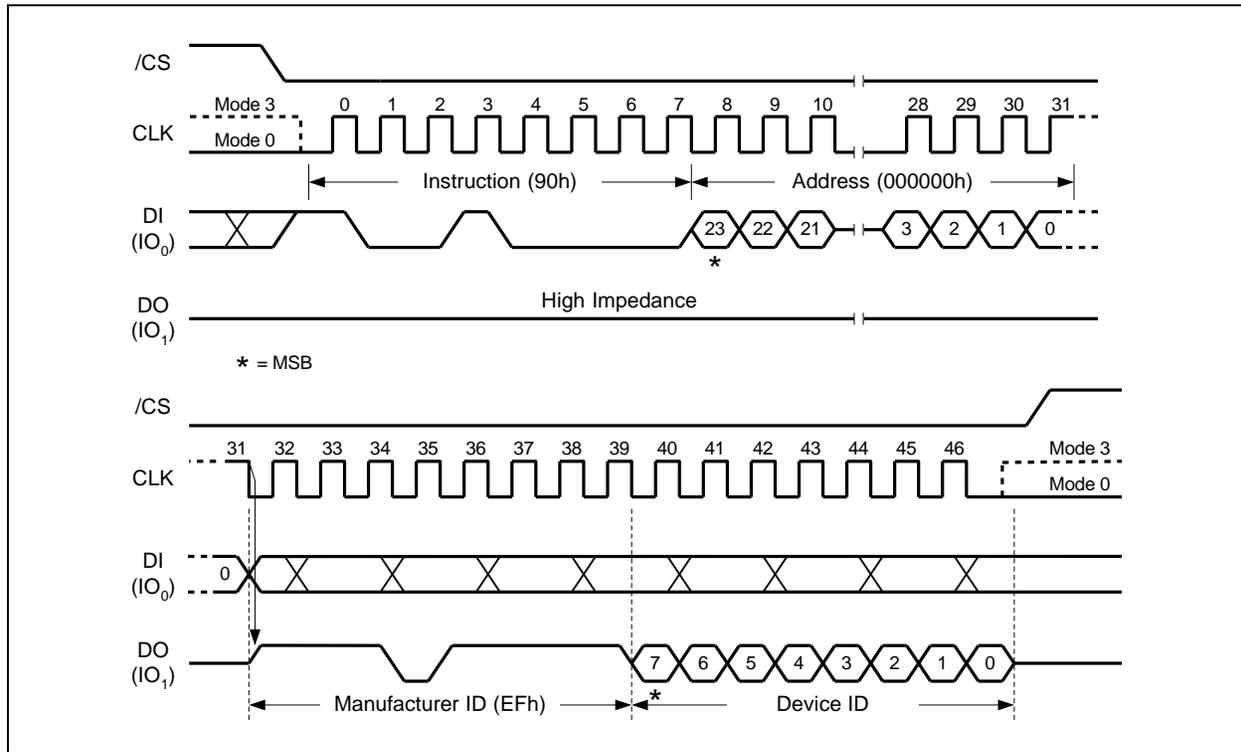 /CS
Mode 3 0 1 2 3 4 5 6 7 8 9 10 28 29 30 31
CLK
Mode 0
Instruction (90h) Address (000000h)
DI
(IO0) 23 22 21 3 2 1 0
*
High Impedance
DO
(IO1)
* = MSB
/CS
31 32 33 34 35 36 37 38 39 40 41 42 43 44 45 46 Mode 3
CLK
Mode 0
DI
(IO0) 0
DO
(IO1) 7 6 5 4 3 2 1 0
*
Manufacturer ID (EFh) Device ID